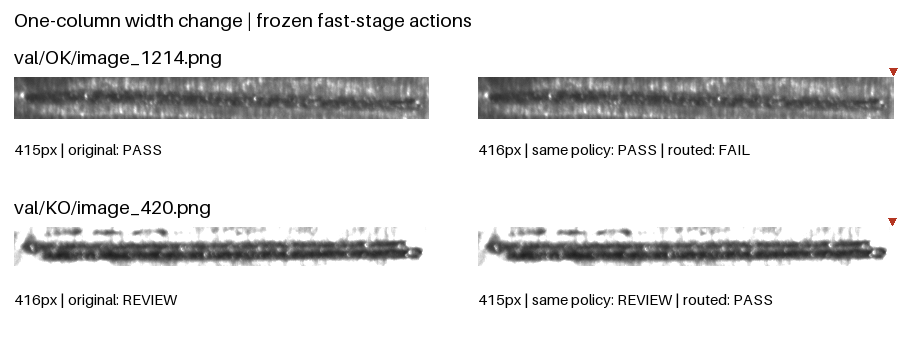 One-column width change | frozen fast-stage actions
val/OK/image_1214.png
415px | original: PASS
416px | same policy: PASS | routed: FAIL
val/KO/image_420.png
416px | original: REVIEW
415px | same policy: REVIEW | routed: PASS